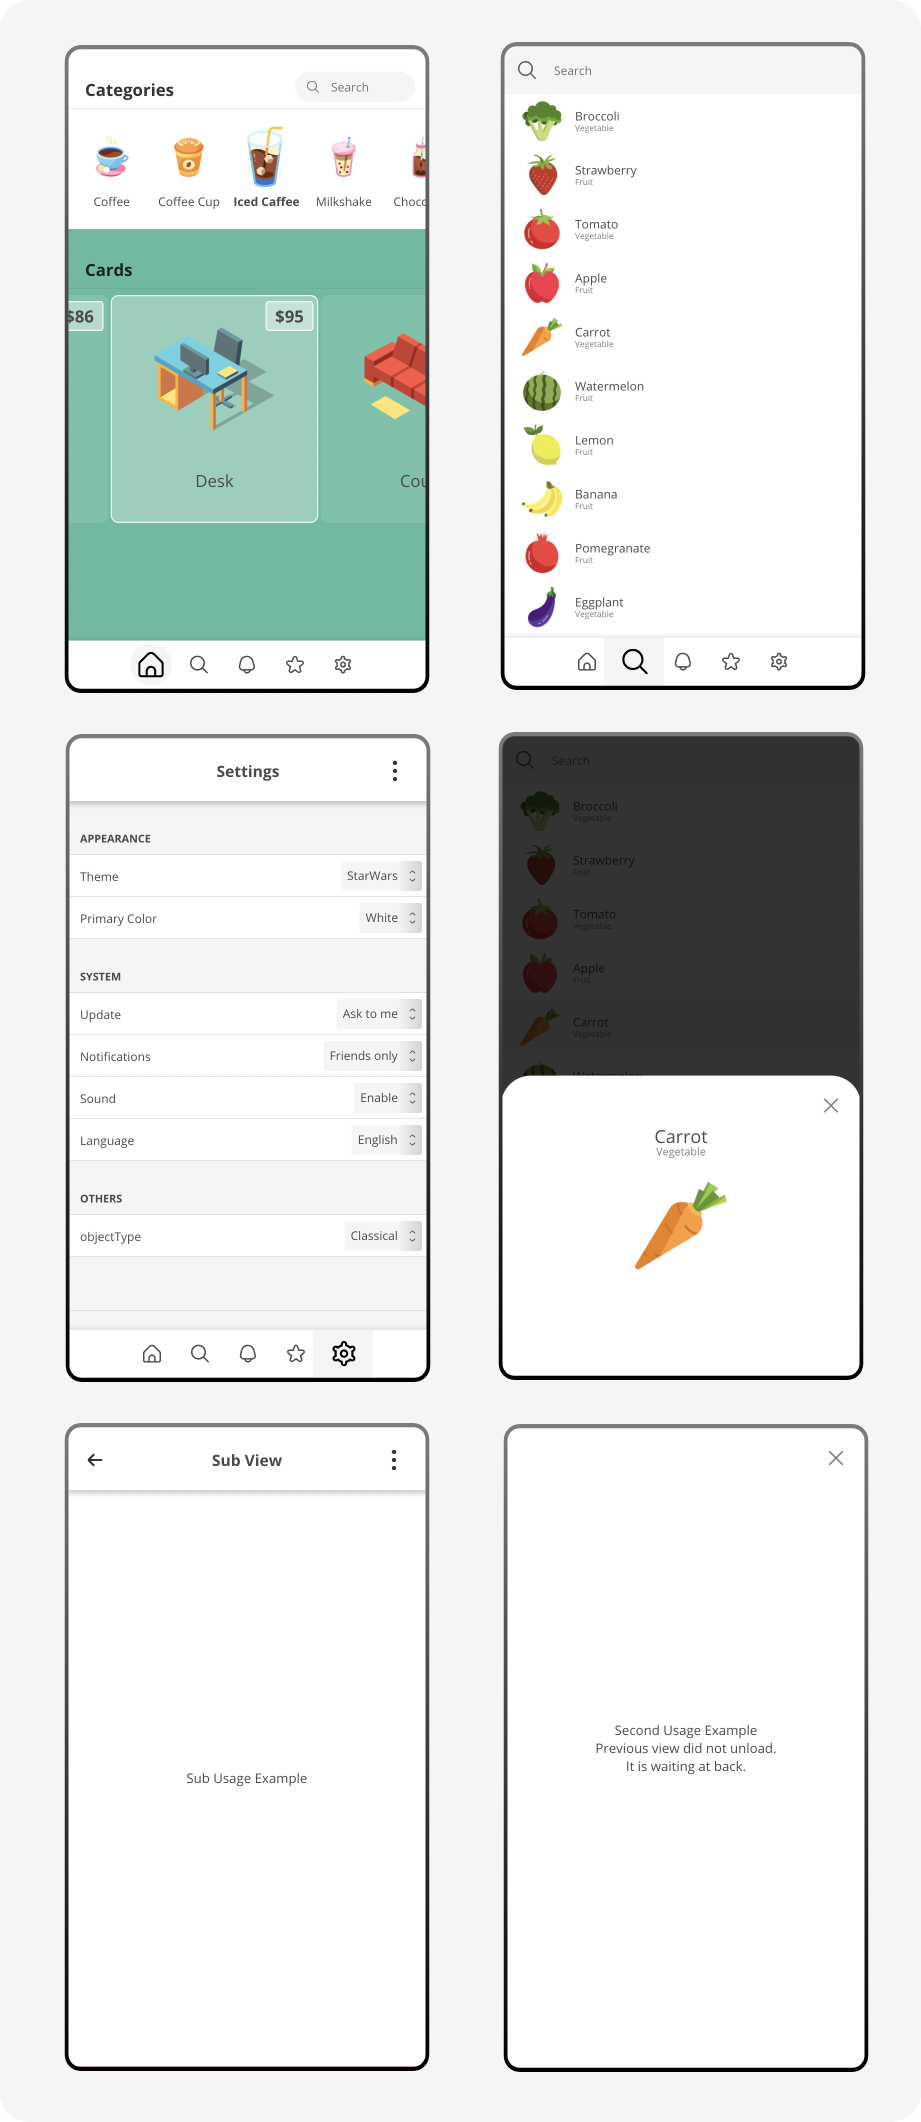 Categories
Search
Coffee
Coffee Cup
Iced Caffee
Milkshake
Choco
Cards
$86
$95
Desk
Cou
Search
Broccoli
Vegetable
Strawberry
Fruit
Tomato
Vegetable
Apple
Fruit
Carrot
Vegetable
Watermelon
Fruit
Lemon
Fruit
Banana
Fruit
Pomegranate
Fruit
Eggplant
Vegetable
Settings
APPEARANCE
Theme
StarWars
Primary Color
White
SYSTEM
Update
Ask to me
Notifications
Friends only
Sound
Enable
Language
English
OTHERS
objectType
Classical
Search
Broccoli
Vegetable
Strawberry
Fruit
Tomato
Vegetable
Apple
Fruit
Carrot
Vegetable
Watermelon
Carrot
Vegetable
Sub View
Sub Usage Example
Second Usage Example
Previous view did not unload.
It is waiting at back.